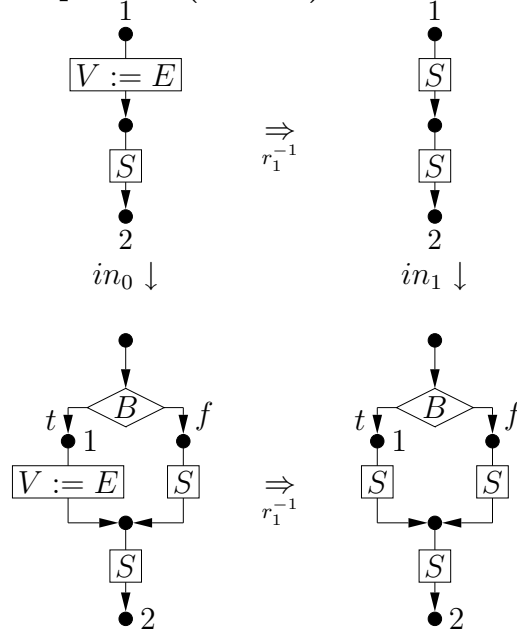 1 1
V := E S
⇒
r₁⁻¹
S S
2 2
in₀ ↓ in₁ ↓
B B
t f t f
1 1
V := E S ⇒ S S
r₁⁻¹
S S
2 2